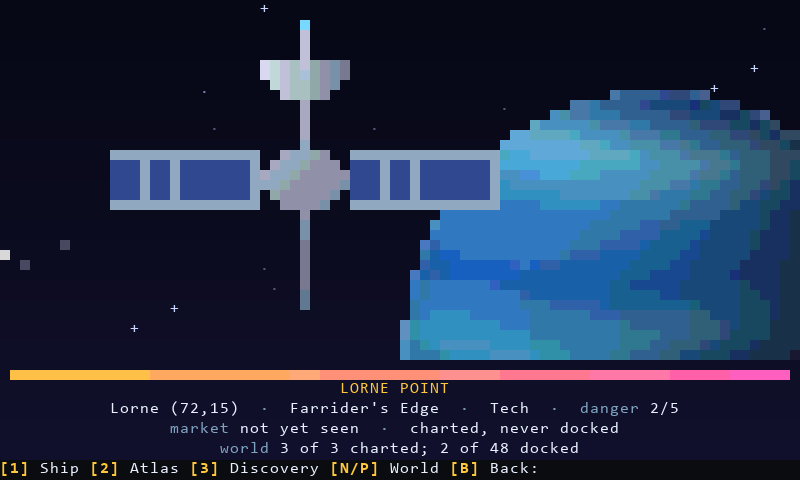 LORNE POINT
Lorne (72,15) · Farrider's Edge · Tech · danger 2/5
market not yet seen · charted, never docked
world 3 of 3 charted; 2 of 48 docked
[1] Ship [2] Atlas [3] Discovery [N/P] World [B] Back: